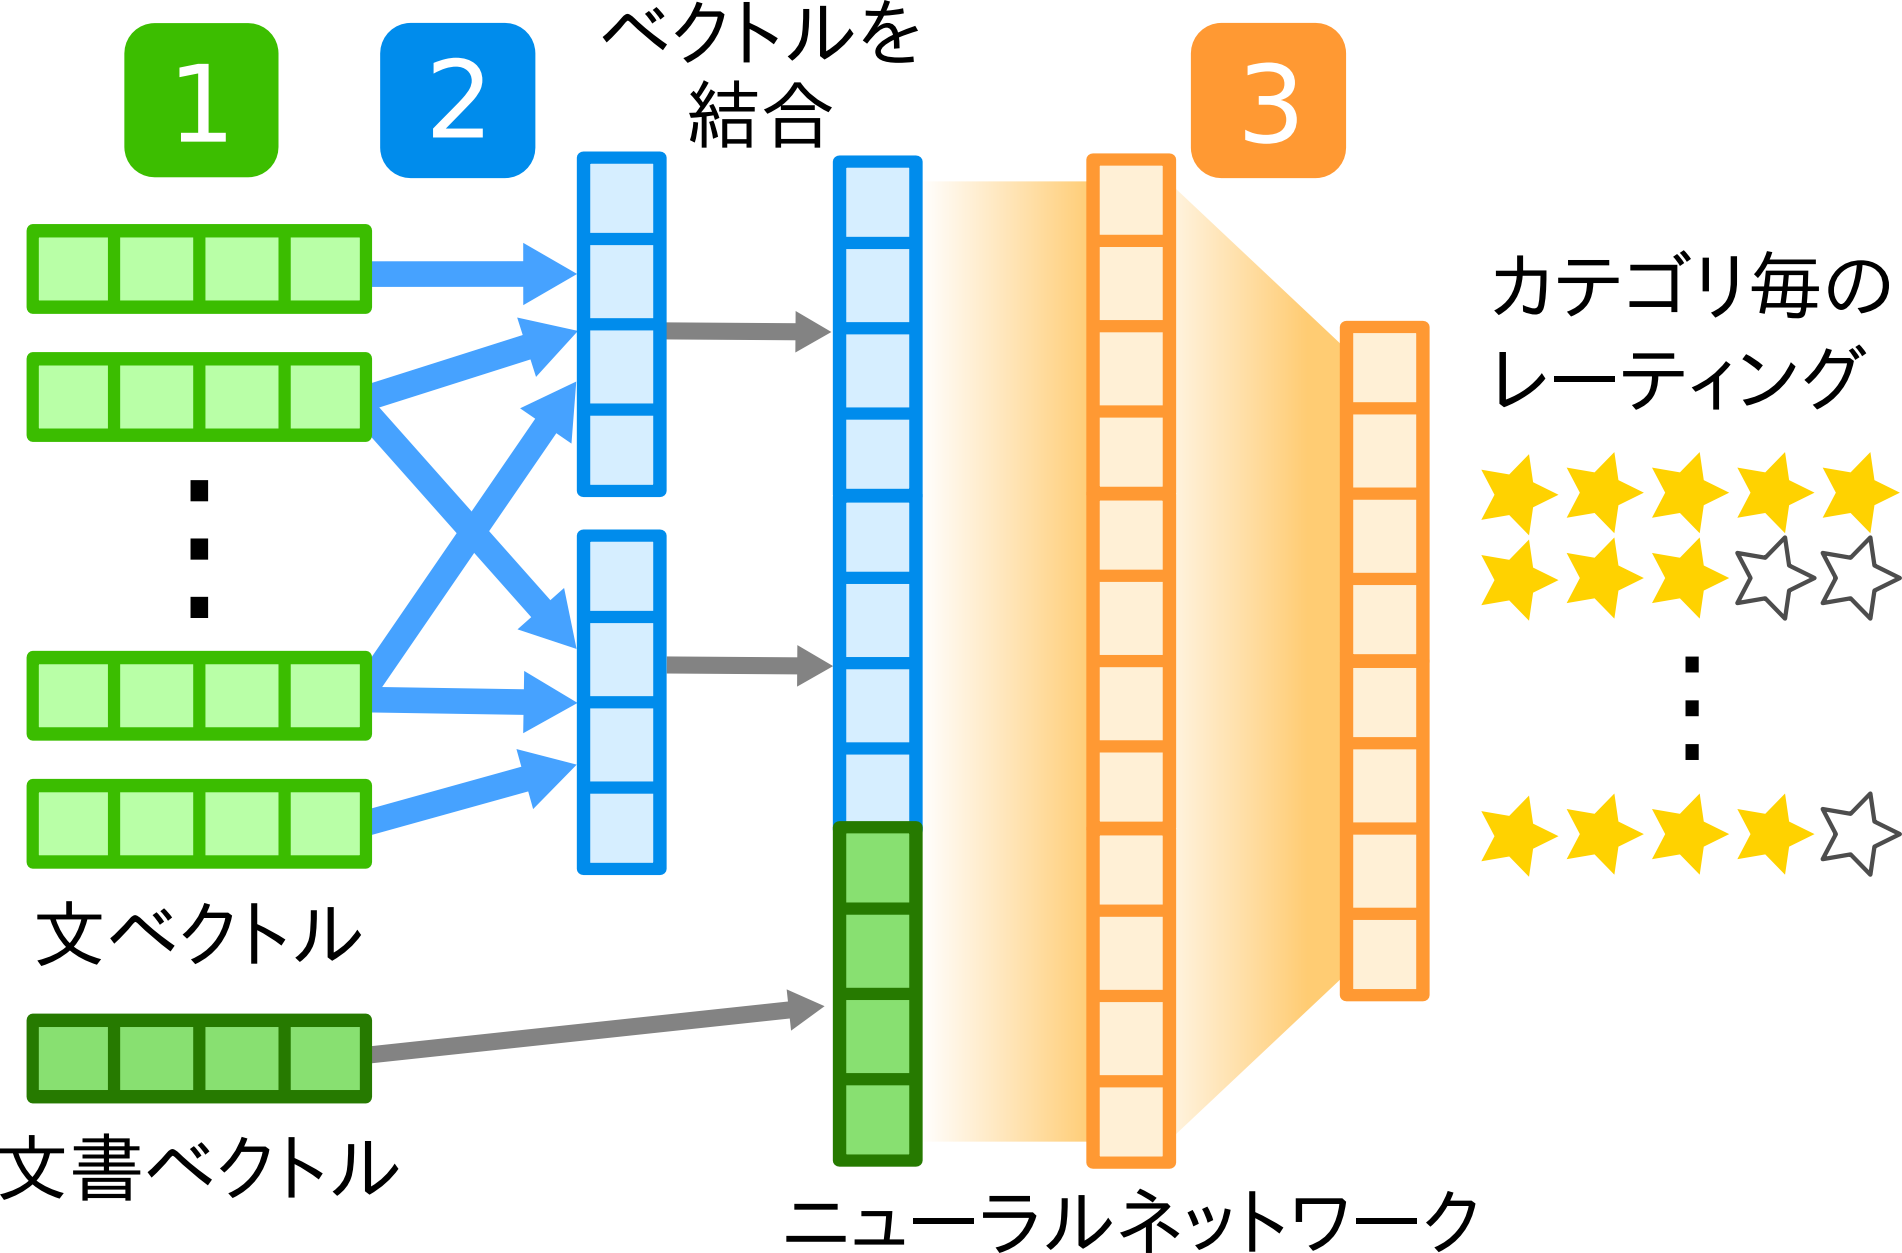 1
2
ベクトルを
結合
3
カテゴリ毎の
レーティング
文ベクトル
文書ベクトル
ニューラルネットワーク